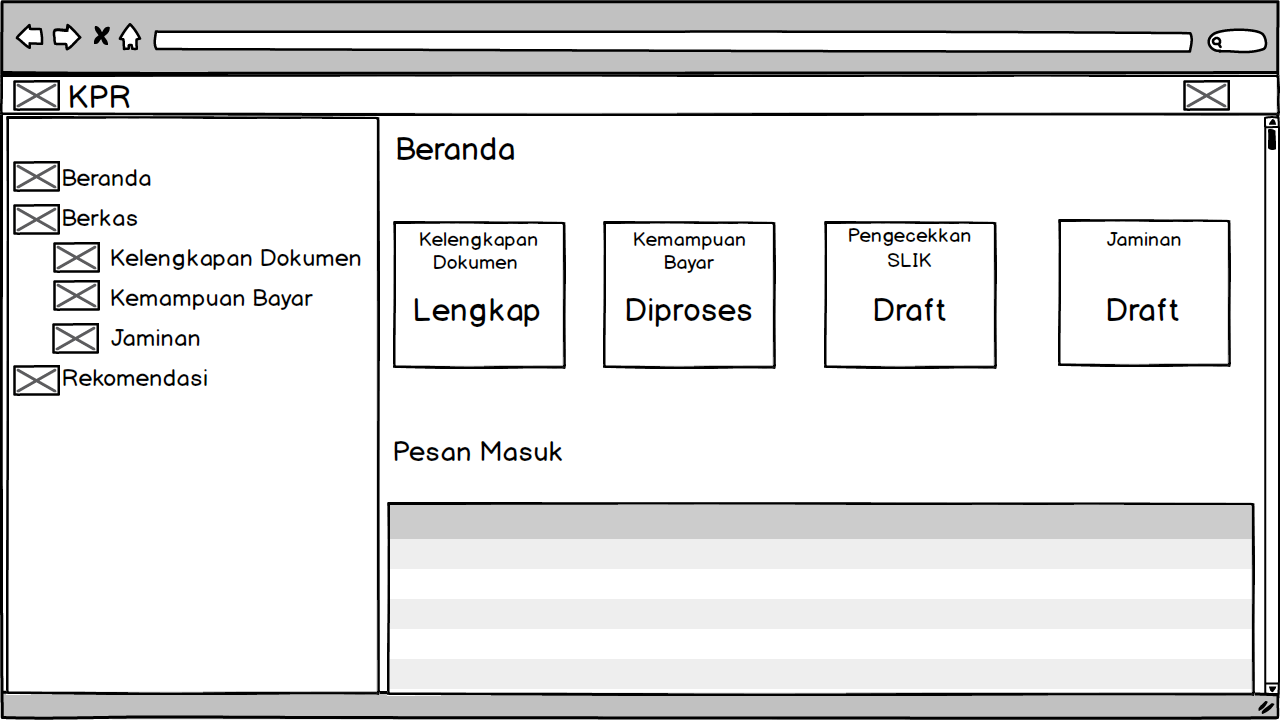 KPR
Beranda
Berkas
Kelengkapan Dokumen
Kemampuan Bayar
Jaminan
Rekomendasi
Beranda
Kelengkapan
Dokumen
Lengkap
Kemampuan
Bayar
Diproses
Pengecekkan
SLIK
Draft
Jaminan
Draft
Pesan Masuk